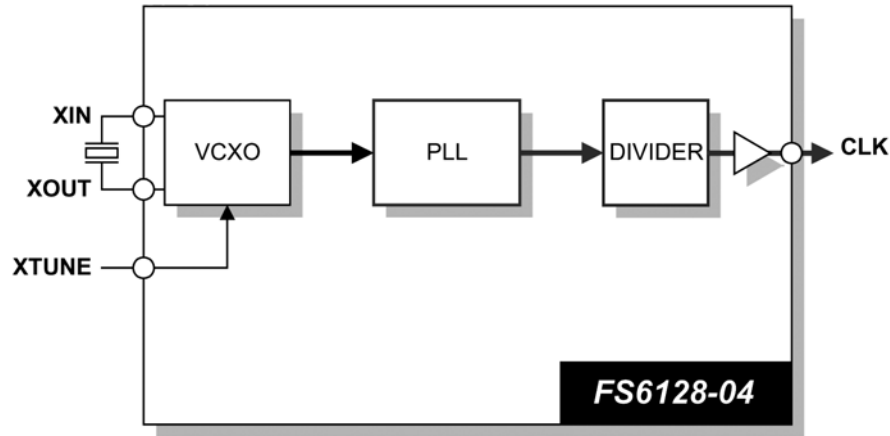 XIN
VCXO
PLL
DIVIDER
CLK
XOUT
XTUNE
FS6128-04